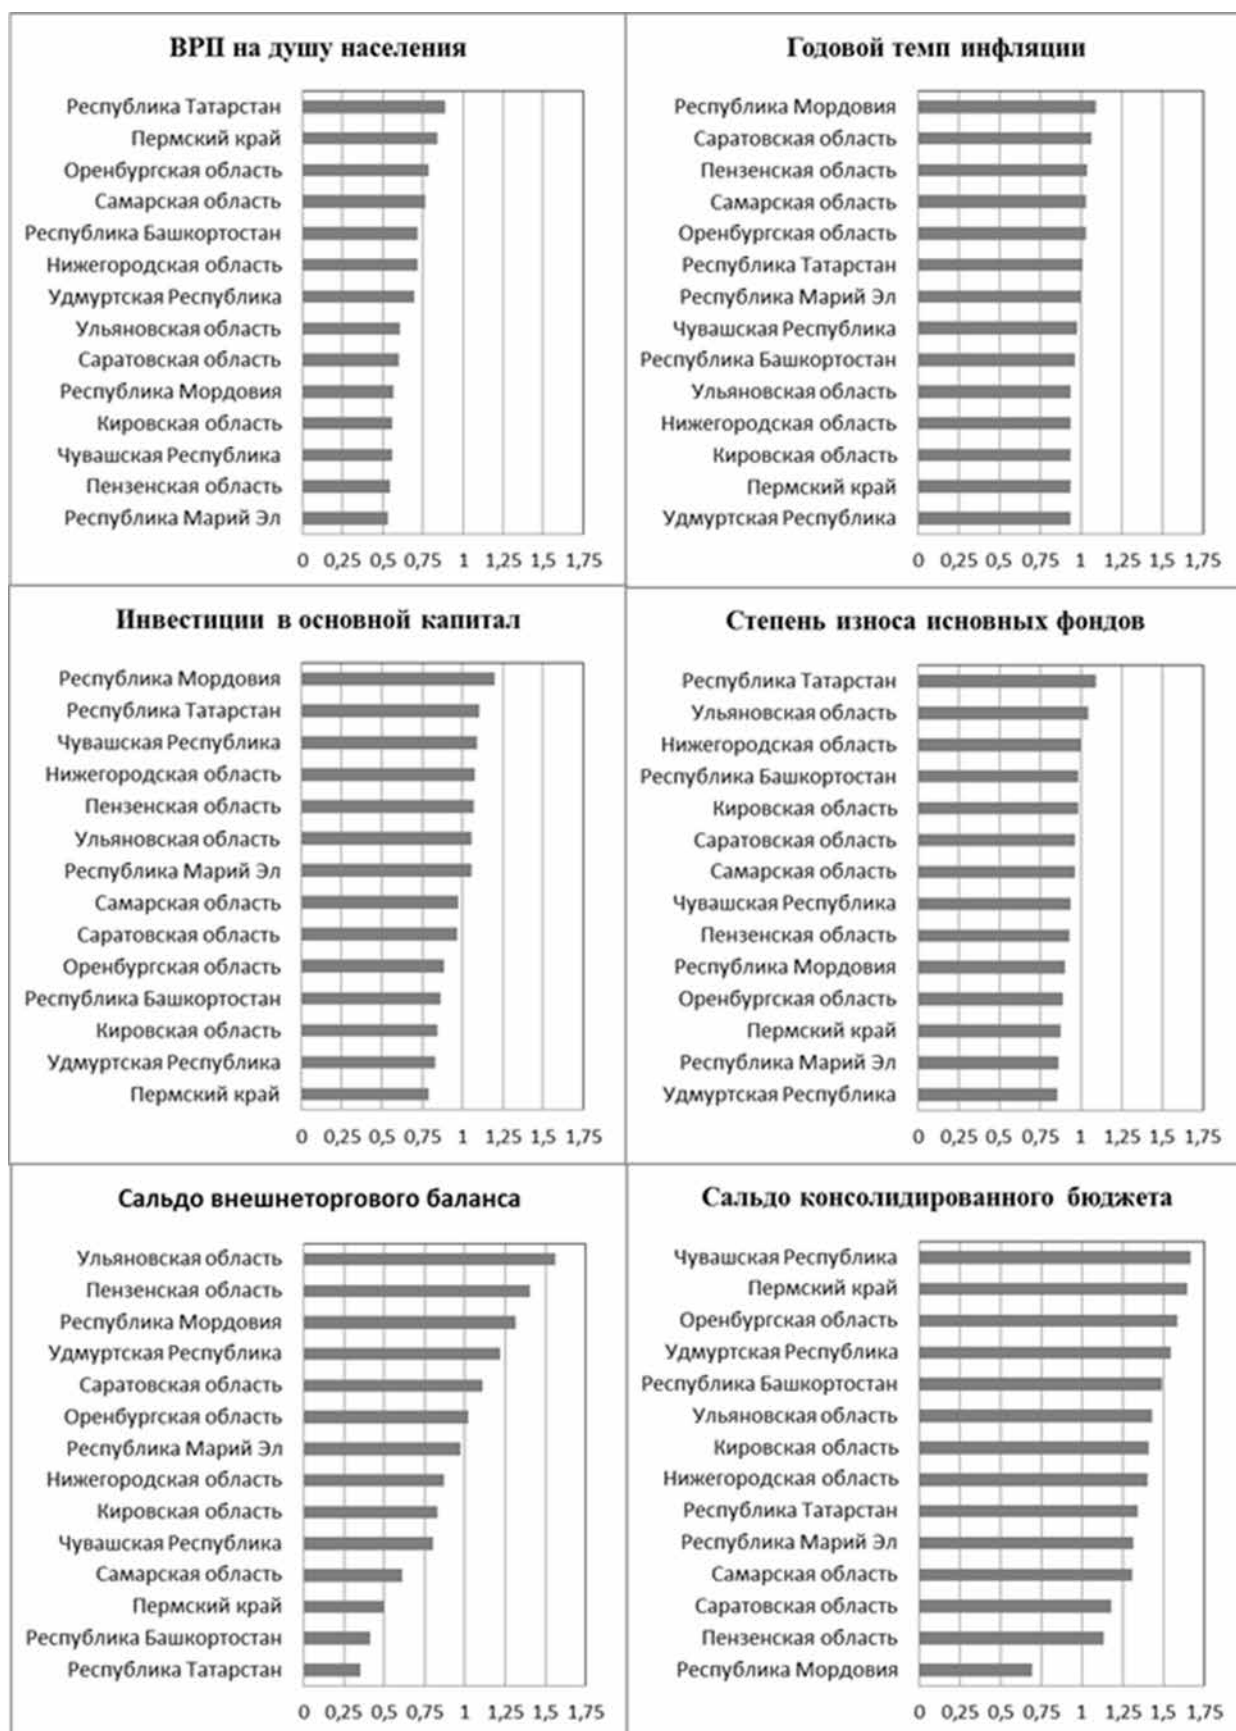 ВРП на душу населения
Республика Татарстан
Пермский край
Оренбургская область
Самарская область
Республика Башкортостан
Нижегородская область
Удмуртская Республика
Ульяновская область
Саратовская область
Республика Мордовия
Кировская область
Чувашская Республика
Пензенская область
Республика Марий Эл
0 0,25 0,5 0,75 1 1,25 1,5 1,75
Годовой темп инфляции
Республика Мордовия
Саратовская область
Пензенская область
Самарская область
Оренбургская область
Республика Татарстан
Республика Марий Эл
Чувашская Республика
Республика Башкортостан
Ульяновская область
Нижегородская область
Кировская область
Пермский край
Удмуртская Республика
0 0,25 0,5 0,75 1 1,25 1,5 1,75
Инвестиции в основной капитал
Республика Мордовия
Республика Татарстан
Чувашская Республика
Нижегородская область
Пензенская область
Ульяновская область
Республика Марий Эл
Самарская область
Саратовская область
Оренбургская область
Республика Башкортостан
Кировская область
Удмуртская Республика
Пермский край
0 0,25 0,5 0,75 1 1,25 1,5 1,75
Степень износа исновных фондов
Республика Татарстан
Ульяновская область
Нижегородская область
Республика Башкортостан
Кировская область
Саратовская область
Самарская область
Чувашская Республика
Пензенская область
Республика Мордовия
Оренбургская область
Пермский край
Республика Марий Эл
Удмуртская Республика
0 0,25 0,5 0,75 1 1,25 1,5 1,75
Сальдо внешнеторгового баланса
Ульяновская область
Пензенская область
Республика Мордовия
Удмуртская Республика
Саратовская область
Оренбургская область
Республика Марий Эл
Нижегородская область
Кировская область
Чувашская Республика
Самарская область
Пермский край
Республика Башкортостан
Республика Татарстан
0 0,25 0,5 0,75 1 1,25 1,5 1,75
Сальдо консолидированного бюджета
Чувашская Республика
Пермский край
Оренбургская область
Удмуртская Республика
Республика Башкортостан
Ульяновская область
Кировская область
Нижегородская область
Республика Татарстан
Республика Марий Эл
Самарская область
Саратовская область
Пензенская область
Республика Мордовия
0 0,25 0,5 0,75 1 1,25 1,5 1,75